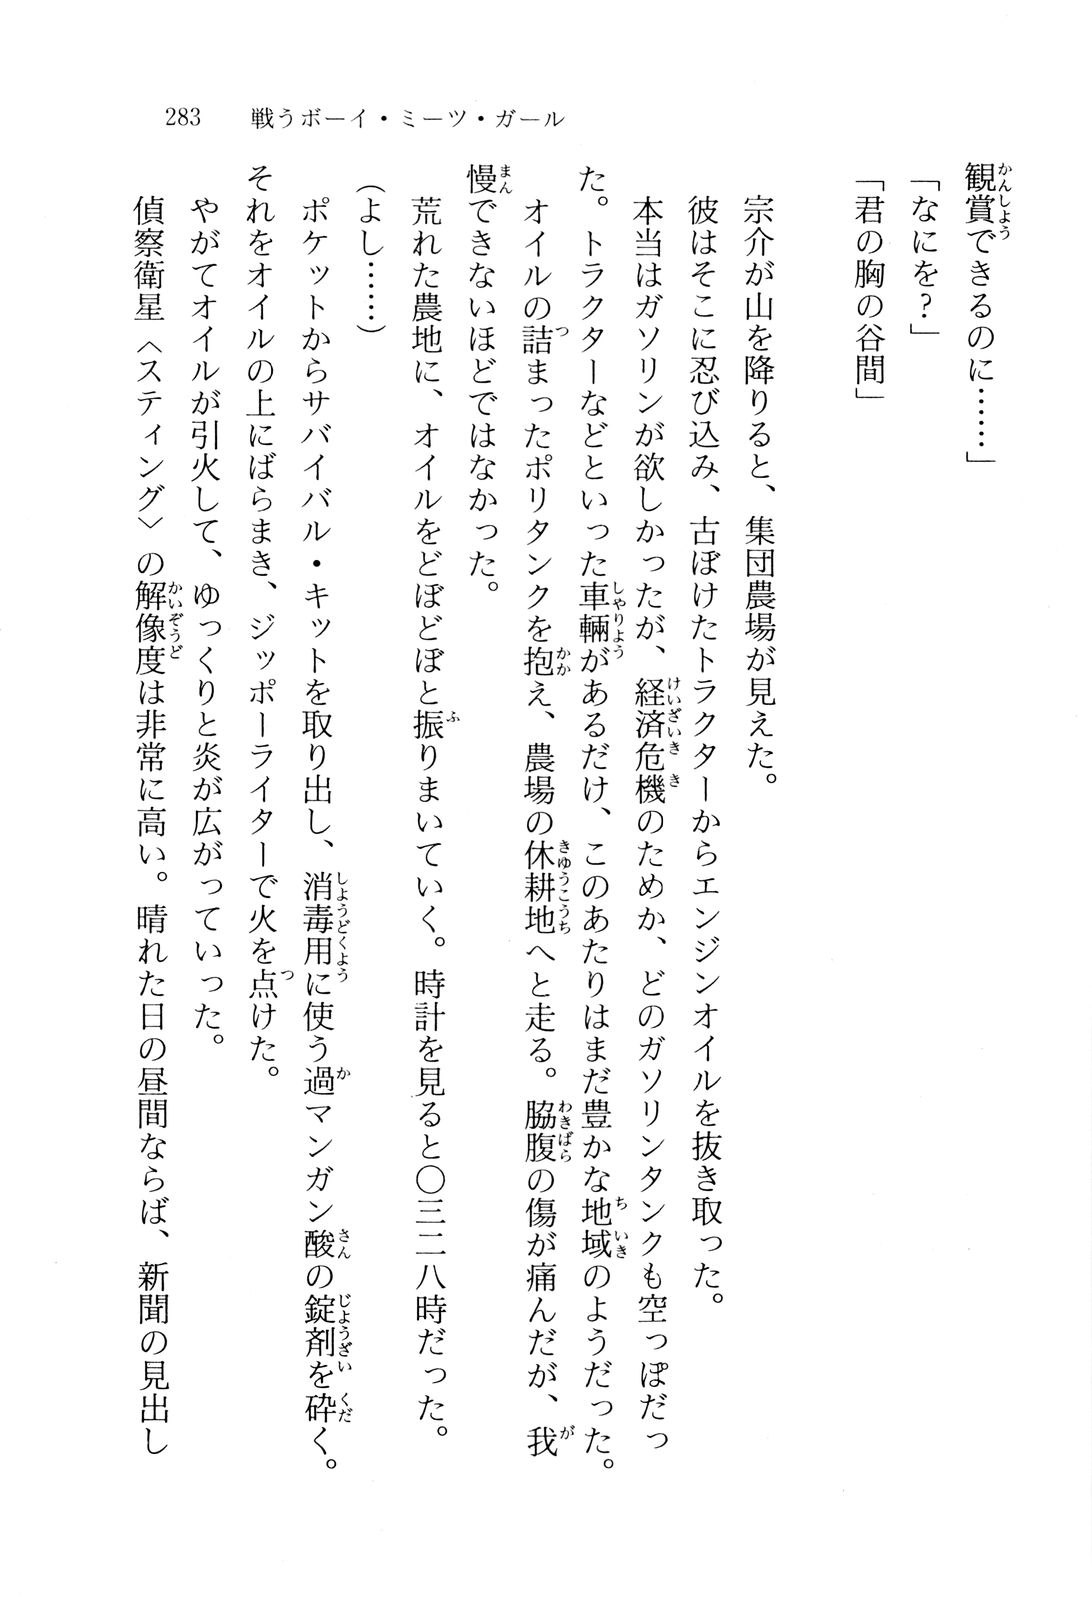 283 戦うボーイ・ミーツ・ガール
観賞できるのに……」
「なにを？」
「君の胸の谷間」
宗介が山を降りると、集団農場が見えた。
彼はそこに忍び込み、古ぼけたトラクターからエンジンオイルを抜き取った。
本当はガソリンが欲しかったが、経済危機のためか、どのガソリンタンクも空っぽだっ
た。トラクターなどといった車輛があるだけ、このあたりはまだ豊かな地域のようだった。
オイルの詰まったポリタンクを抱え、農場の休耕地へと走る。脇腹の傷が痛んだが、我
慢できないほどではなかった。
荒れた農地に、オイルをどぼどぼと振りまいていく。時計を見ると〇三二八時だった。
（よし……）
ポケットからサバイバル・キットを取り出し、消毒用に使う過マンガン酸の錠剤を砕く。
それをオイルの上にばらまき、ジッポーライターで火を点けた。
やがてオイルが引火して、ゆっくりと炎が広がっていった。
偵察衛星〈スティング〉の解像度は非常に高い。晴れた日の昼間ならば、新聞の見出し